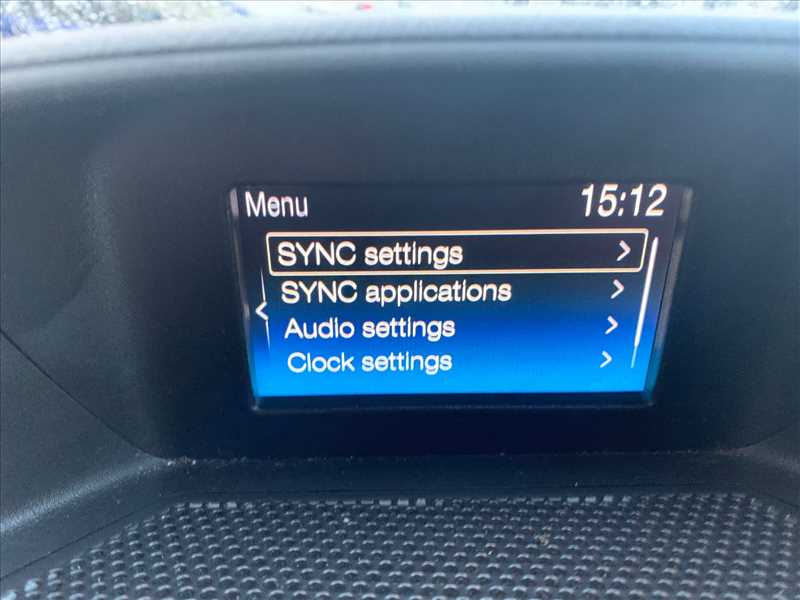 Menu 15:12
SYNC settings
SYNC applications
Audio settings
Clock settings